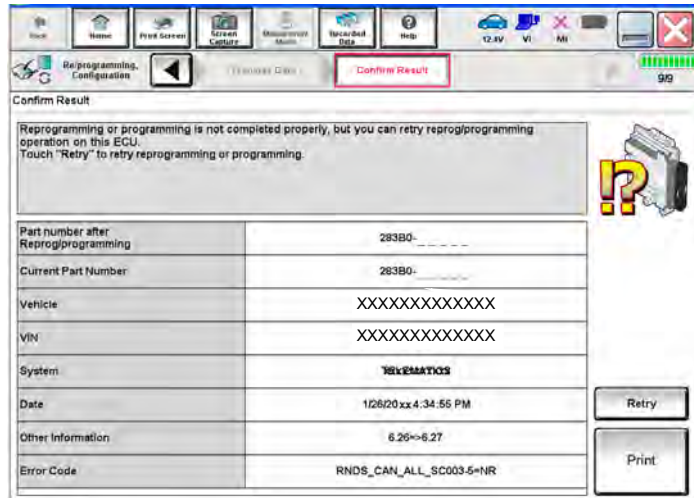 Back
Home
Print Screen
Screen
Capture
Measurement
Mode
Recorded
Data
Help
12.4V
VI
MI
Re/programming,
Configuration
Transfer Data
Confirm Result
9/9
Confirm Result
Reprogramming or programming is not completed properly, but you can retry reprog/programming
operation on this ECU.
Touch "Retry" to retry reprogramming or programming.
!?
Part number after
Reprog/programming
283B0-_ _ _ _ _
Current Part Number
283B0-_ _ _ _ _
Vehicle
XXXXXXXXXXXXX
VIN
XXXXXXXXXXXXX
System
Date
1/26/20xx 4:34:55 PM
Retry
Other Information
6.26=>6.27
Error Code
RNDS_CAN_ALL_SC003-5=NR
Print